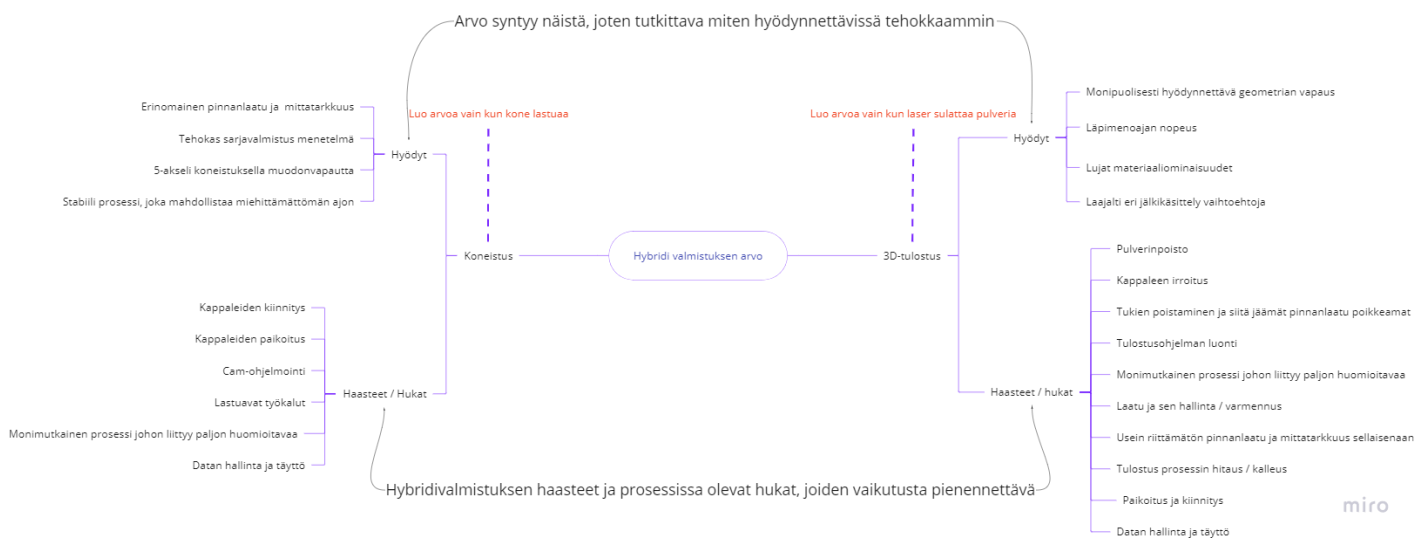 Arvo syntyy näistä, joten tutkittava miten hyödynnettävissä tehokkaammin
Erinomainen pinnanlaatu ja mittatarkkuus
Tehokas sarjavalmistus menetelmä
5-akseli koneistuksella muodonvapautta
Stabiili prosessi, joka mahdollistaa miehittämättömän ajon
Hyödyt
Luo arvoa vain kun kone lastuaa
Koneistus
Kappaleiden kiinnitys
Kappaleiden paikoitus
Cam-ohjelmointi
Lastuavat työkalut
Monimutkainen prosessi johon liittyy paljon huomioitavaa
Datan hallinta ja täyttö
Haasteet / Hukat
Hybridi valmistuksen arvo
Luo arvoa vain kun laser sulattaa pulveria
3D-tulostus
Hyödyt
Monipuolisesti hyödynnettävä geometrian vapaus
Läpimenoajan nopeus
Lujat materiaaliominaisuudet
Laajalti eri jälkikäsittely vaihtoehtoja
Haasteet / hukat
Pulverinpoisto
Kappaleen irroitus
Tukien poistaminen ja siitä jäämät pinnanlaatu poikkeamat
Tulostusohjelman luonti
Monimutkainen prosessi johon liittyy paljon huomioitavaa
Laatu ja sen hallinta / varmennus
Usein riittämätön pinnanlaatu ja mittatarkkuus sellaisenaan
Tulostus prosessin hitaus / kalleus
Paikoitus ja kiinnitys
Datan hallinta ja täyttö
Hybridivalmistuksen haasteet ja prosessissa olevat hukat, joiden vaikutusta pienennettävä
miro